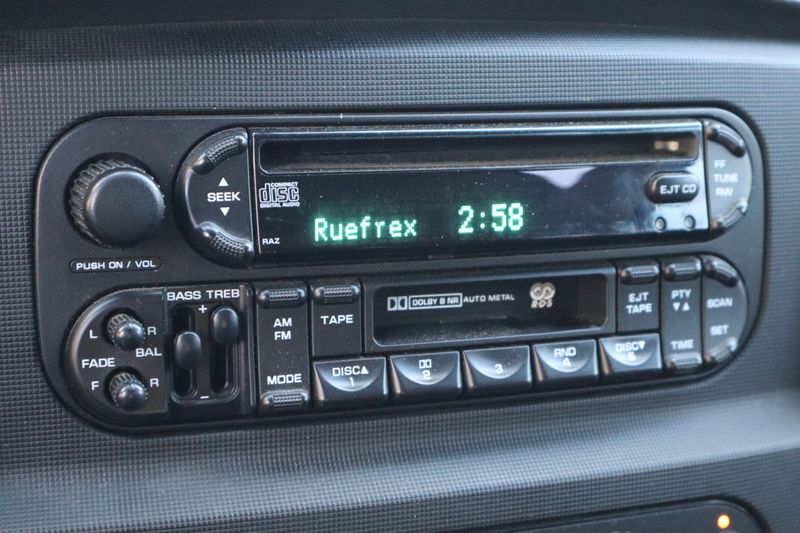 COMPACT
disc
DIGITAL AUDIO
SEEK
RAZ
Ruefrex 2:58
EJT CD
FF
TUNE
RW
PUSH ON / VOL
BASS TREB
+
−
L R
BAL
FADE
F R
AM
FM
MODE
TAPE
DOLBY B NR AUTO METAL
R·D·S
EJT
TAPE
PTY
TIME
SCAN
SET
DISC
1
2
3
RND
4
DISC
5